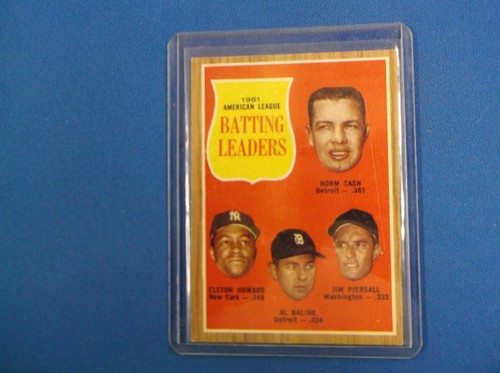 1961
AMERICAN LEAGUE
BATTING
LEADERS
NORM CASH
Detroit — .361
ELSTON HOWARD
New York — .348
JIM PIERSALL
Washington — .322
AL KALINE
Detroit — .324